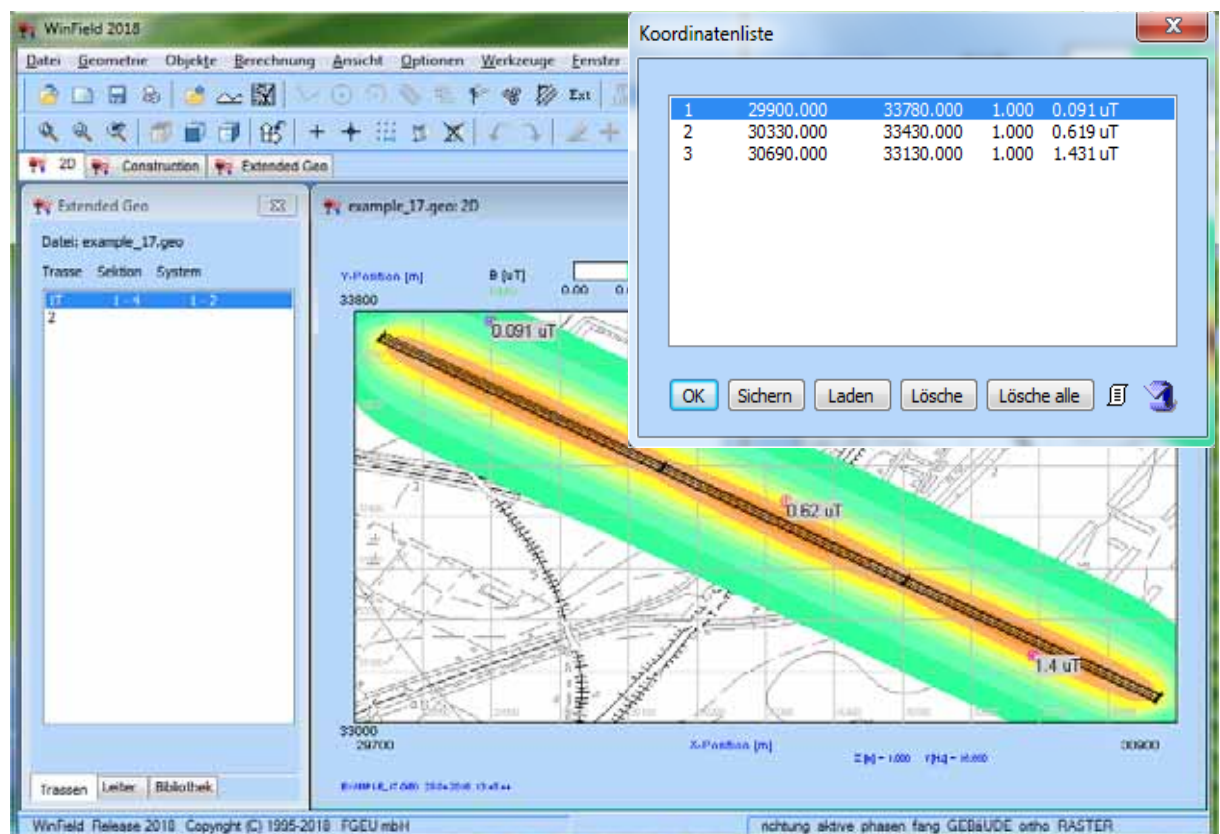 WinField 2018
Datei Geometrie Objekte Berechnung Ansicht Optionen Werkzeuge Fenster
Ext
2D Construction Extended Geo
Extended Geo
Datei: example_17.geo
Trasse Sektion System
1T 1 - 4 1 - 2
2
Trassen Leiter Bibliothek
example_17.geo: 2D
Y-Position [m] B [uT]
0.00
33800
0.091 uT
0.62 uT
1.4 uT
33000
29700 X-Position [m] 30900
Koordinatenliste
1 29900.000 33780.000 1.000 0.091 uT
2 30330.000 33430.000 1.000 0.619 uT
3 30690.000 33130.000 1.000 1.431 uT
OK Sichern Laden Lösche Lösche alle
WinField Release 2018 Copyright (C) 1995-2018 FGEU mbH
richtung aktive phasen fang GEBäUDE ortho RASTER